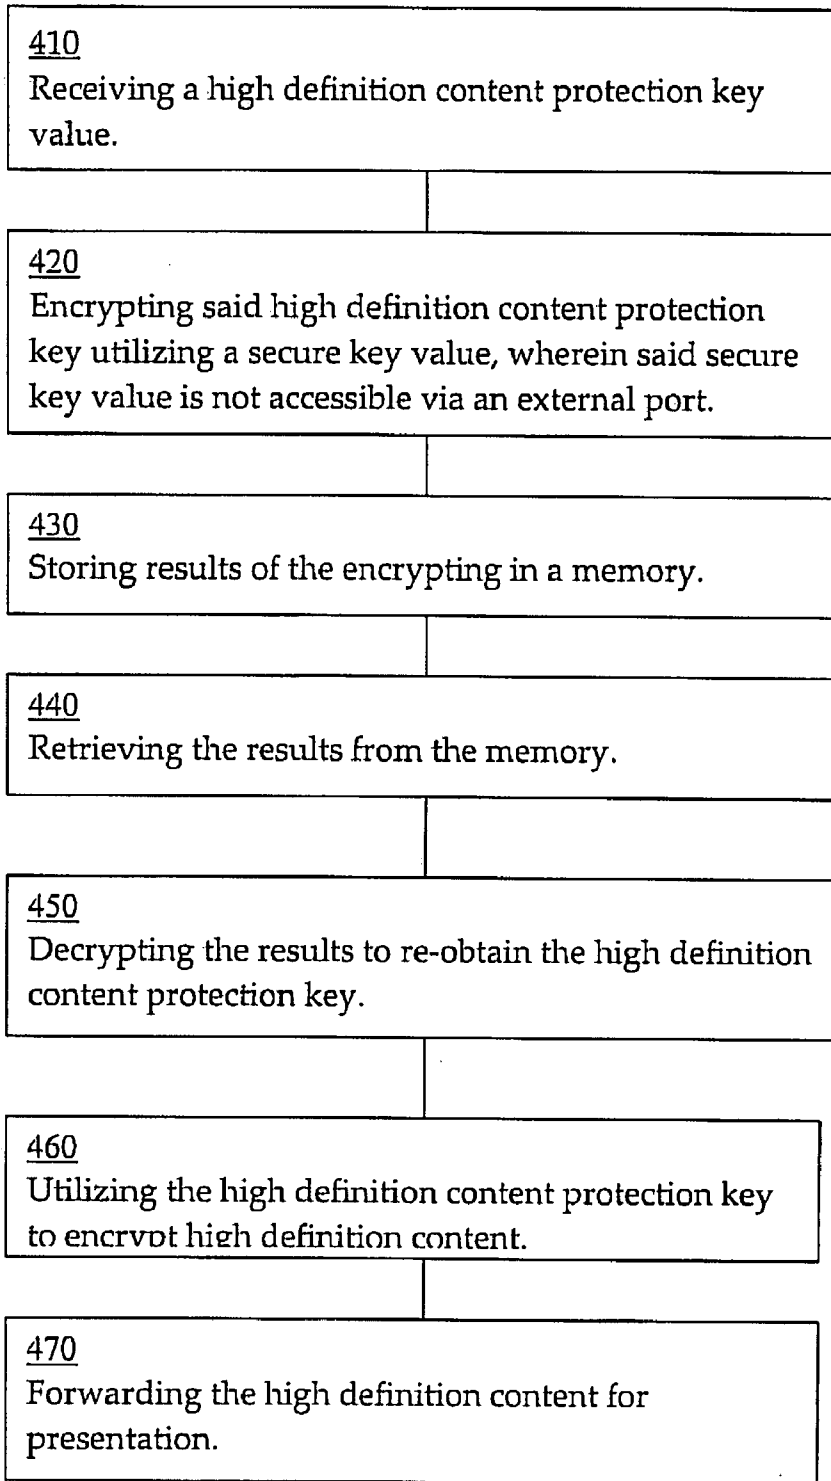 410
Receiving a high definition content protection key
value.
420
Encrypting said high definition content protection
key utilizing a secure key value, wherein said secure
key value is not accessible via an external port.
430
Storing results of the encrypting in a memory.
440
Retrieving the results from the memory.
450
Decrypting the results to re-obtain the high definition
content protection key.
460
Utilizing the high definition content protection key
to encrypt high definition content.
470
Forwarding the high definition content for
presentation.